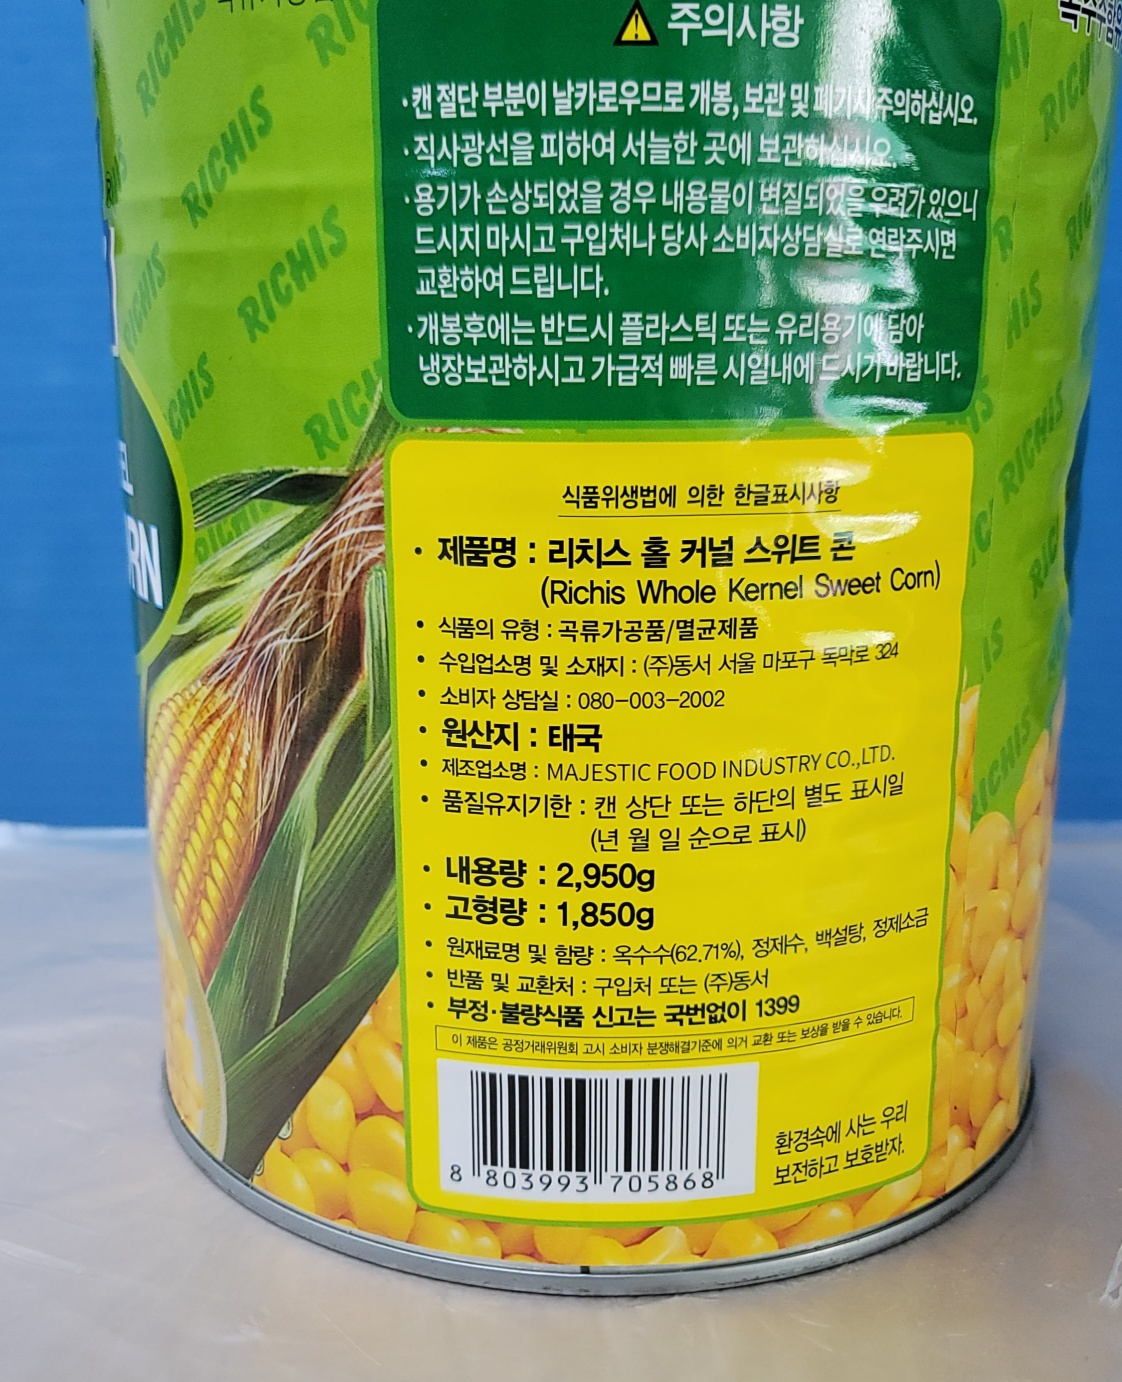 주의사항
·캔 절단 부분이 날카로우므로 개봉, 보관 및 폐기시 주의하십시오.
·직사광선을 피하여 서늘한 곳에 보관하십시오.
·용기가 손상되었을 경우 내용물이 변질되었을 우려가 있으니
드시지 마시고 구입처나 당사 소비자상담실로 연락주시면
교환하여 드립니다.
·개봉후에는 반드시 플라스틱 또는 유리용기에 담아
냉장보관하시고 가급적 빠른 시일내에 드시기 바랍니다.
식품위생법에 의한 한글표시사항
· 제품명 : 리치스 홀 커널 스위트 콘
(Richis Whole Kernel Sweet Corn)
· 식품의 유형 : 곡류가공품/멸균제품
· 수입업소명 및 소재지 : (주)동서 서울 마포구 독막로 324
· 소비자 상담실 : 080-003-2002
· 원산지 : 태국
· 제조업소명 : MAJESTIC FOOD INDUSTRY CO.,LTD.
· 품질유지기한 : 캔 상단 또는 하단의 별도 표시일
(년 월 일 순으로 표시)
· 내용량 : 2,950g
· 고형량 : 1,850g
· 원재료명 및 함량 : 옥수수(62.71%), 정제수, 백설탕, 정제소금
· 반품 및 교환처 : 구입처 또는 (주)동서
· 부정·불량식품 신고는 국번없이 1399
이 제품은 공정거래위원회 고시 소비자 분쟁해결기준에 의거 교환 또는 보상을 받을 수 있습니다.
환경속에 사는 우리
보전하고 보호받자.
8 803993 705868
RICHIS
RICHIS
RICHIS